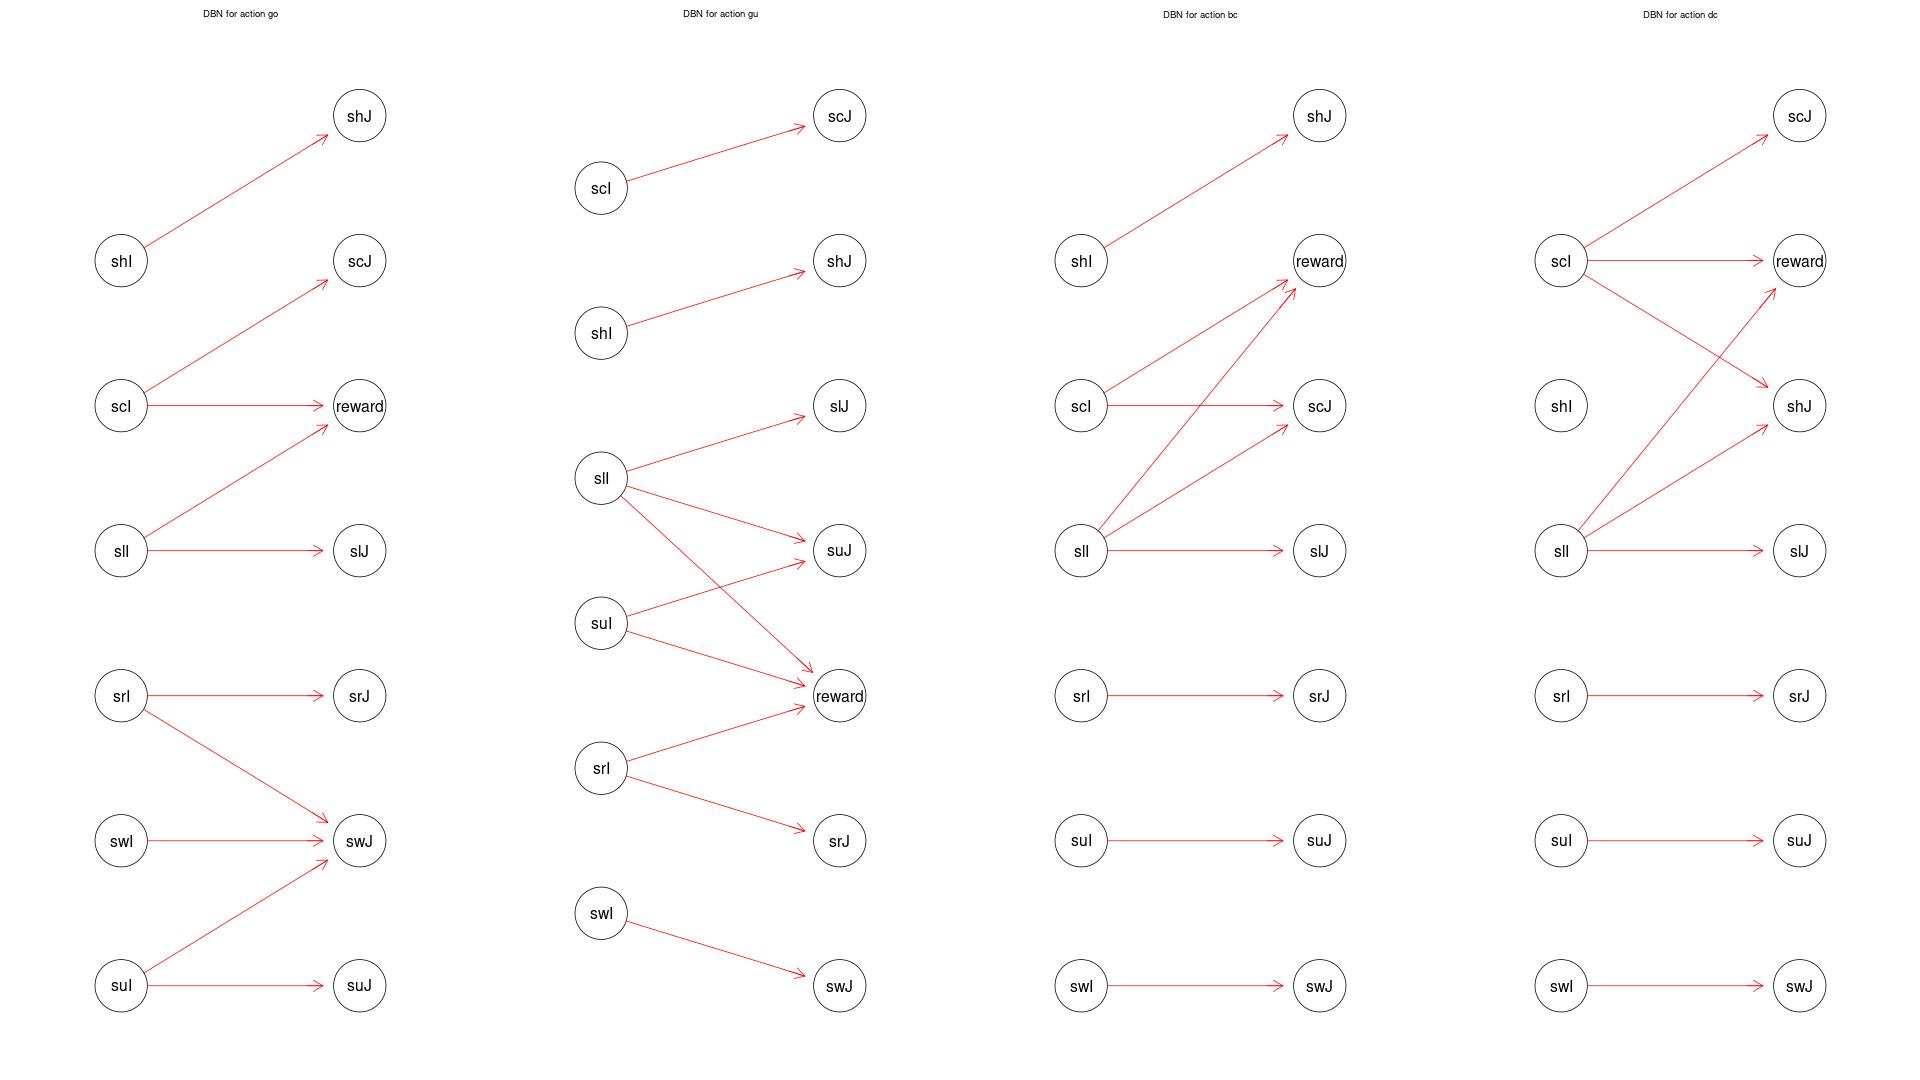 DBN for action go
shJ
shI
scJ
scI
reward
slI
slJ
srI
srJ
swI
swJ
suI
suJ
DBN for action gu
scJ
scI
shJ
shI
slJ
slI
suJ
suI
reward
srI
srJ
swI
swJ
DBN for action bc
shJ
shI
reward
scI
scJ
slI
slJ
srI
srJ
suI
suJ
swI
swJ
DBN for action dc
scJ
scI
reward
shI
shJ
slI
slJ
srI
srJ
suI
suJ
swI
swJ